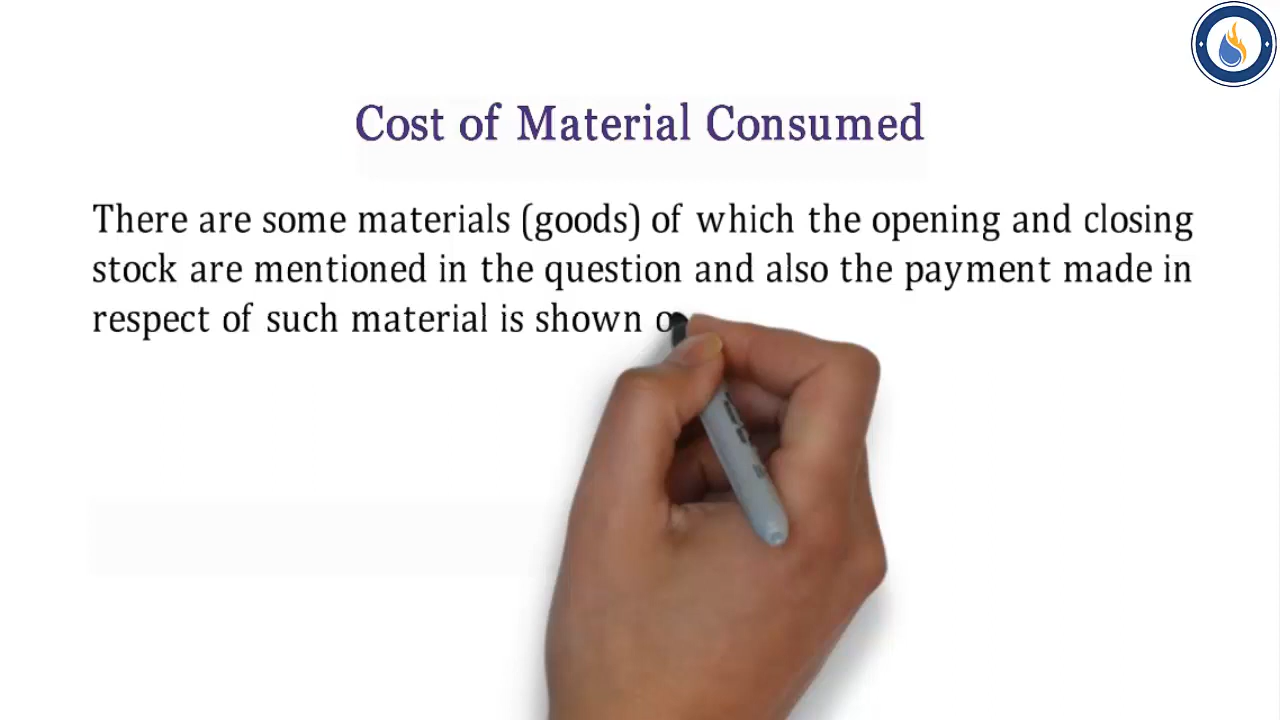 Cost of Material Consumed
There are some materials (goods) of which the opening and closing
stock are mentioned in the question and also the payment made in
respect of such material is shown